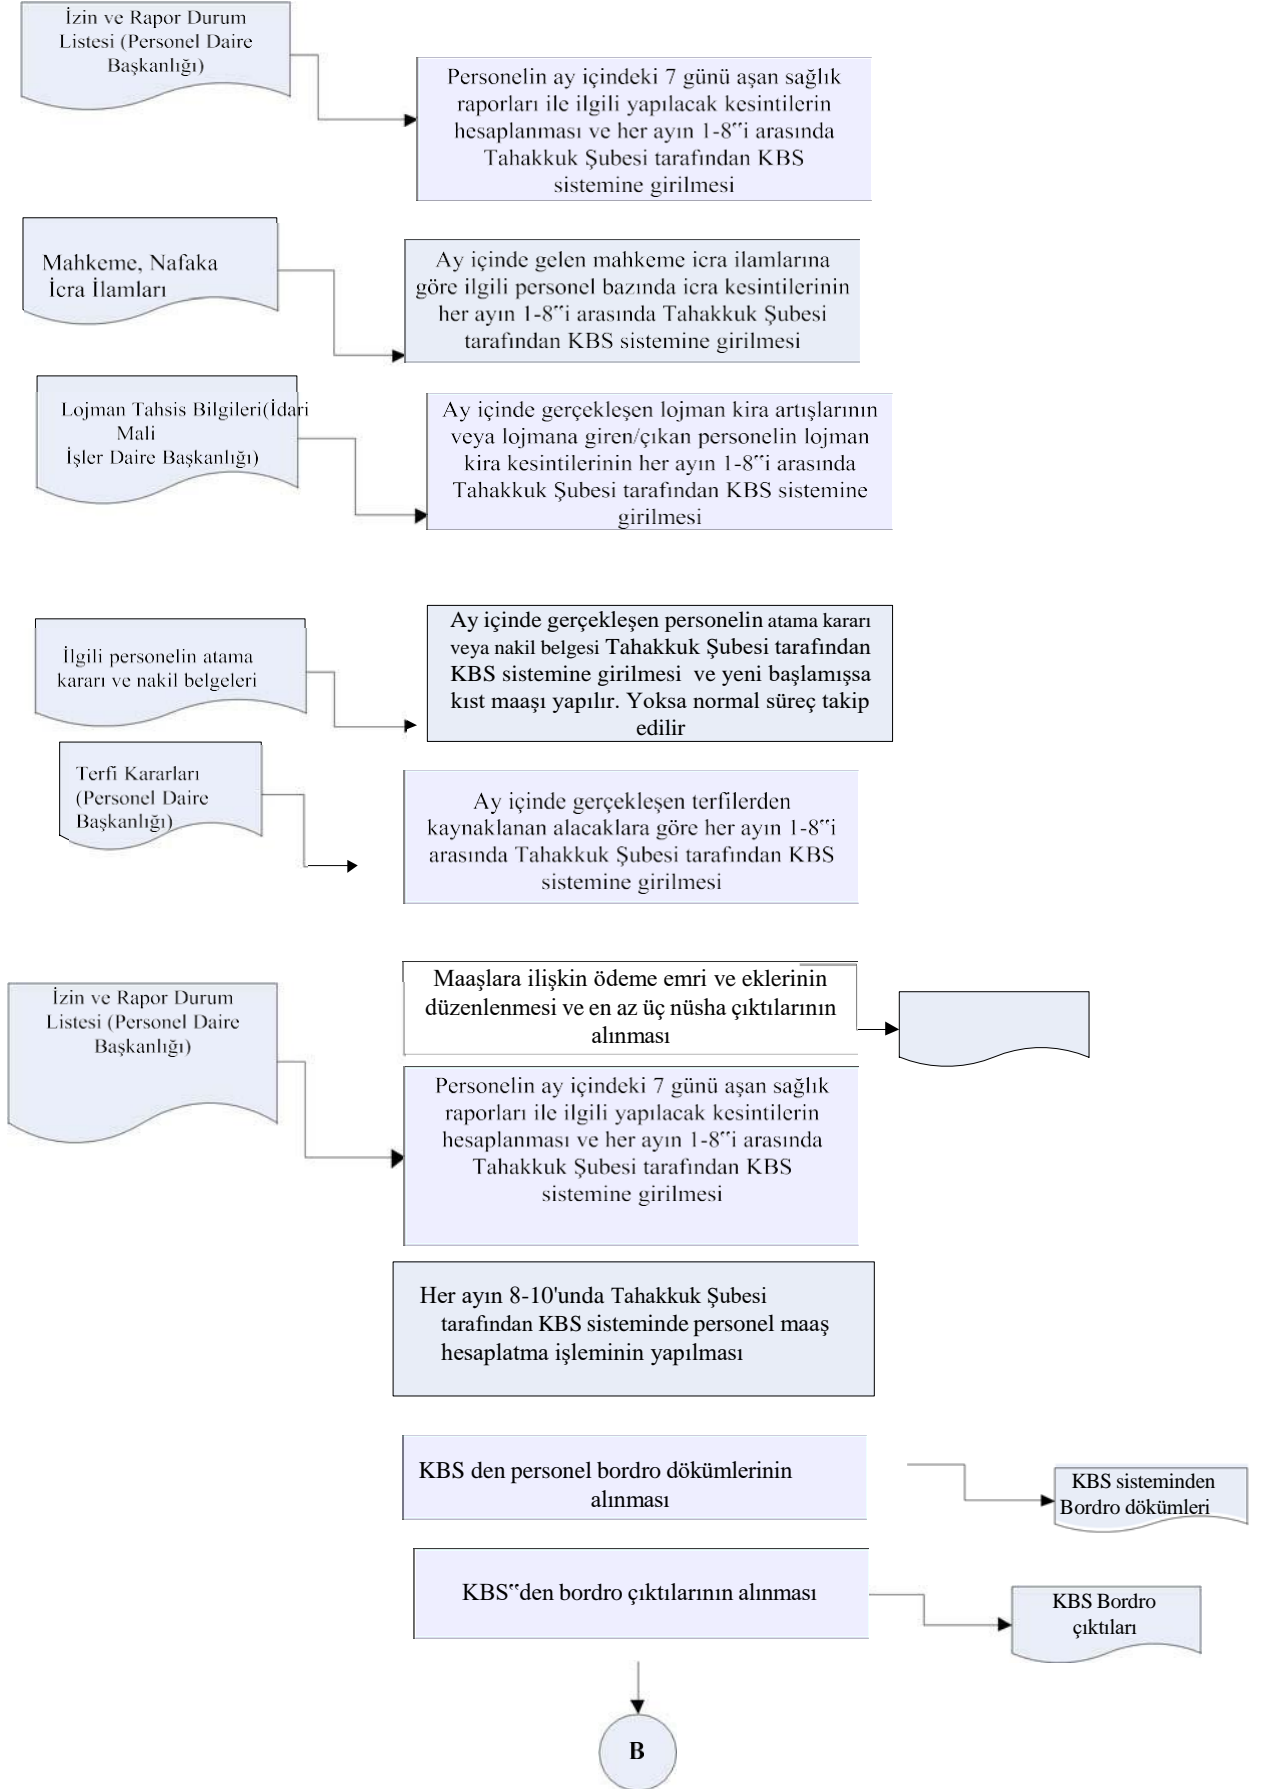 İzin ve Rapor Durum
Listesi (Personel Daire
Başkanlığı)
Personelin ay içindeki 7 günü aşan sağlık
raporları ile ilgili yapılacak kesintilerin
hesaplanması ve her ayın 1-8‟i arasında
Tahakkuk Şubesi tarafından KBS
sistemine girilmesi
Mahkeme, Nafaka
İcra İlamları
Ay içinde gelen mahkeme icra ilamlarına
göre ilgili personel bazında icra kesintilerinin
her ayın 1-8‟i arasında Tahakkuk Şubesi
tarafından KBS sistemine girilmesi
Lojman Tahsis Bilgileri(İdari
Mali
İşler Daire Başkanlığı)
Ay içinde gerçekleşen lojman kira artışlarının
veya lojmana giren/çıkan personelin lojman
kira kesintilerinin her ayın 1-8‟i arasında
Tahakkuk Şubesi tarafından KBS sistemine
girilmesi
İlgili personelin atama
kararı ve nakil belgeleri
Ay içinde gerçekleşen personelin atama kararı
veya nakil belgesi Tahakkuk Şubesi tarafından
KBS sistemine girilmesi ve yeni başlamışsa
kıst maaşı yapılır. Yoksa normal süreç takip
edilir
Terfi Kararları
(Personel Daire
Başkanlığı)
Ay içinde gerçekleşen terfilerden
kaynaklanan alacaklara göre her ayın 1-8‟i
arasında Tahakkuk Şubesi tarafından KBS
sistemine girilmesi
Maaşlara ilişkin ödeme emri ve eklerinin
düzenlenmesi ve en az üç nüsha çıktılarının
alınması
İzin ve Rapor Durum
Listesi (Personel Daire
Başkanlığı)
Personelin ay içindeki 7 günü aşan sağlık
raporları ile ilgili yapılacak kesintilerin
hesaplanması ve her ayın 1-8‟i arasında
Tahakkuk Şubesi tarafından KBS
sistemine girilmesi
Her ayın 8-10'unda Tahakkuk Şubesi
tarafından KBS sisteminde personel maaş
hesaplatma işleminin yapılması
KBS den personel bordro dökümlerinin
alınması
KBS sisteminden
Bordro dökümleri
KBS‟den bordro çıktılarının alınması
KBS Bordro
çıktıları
B